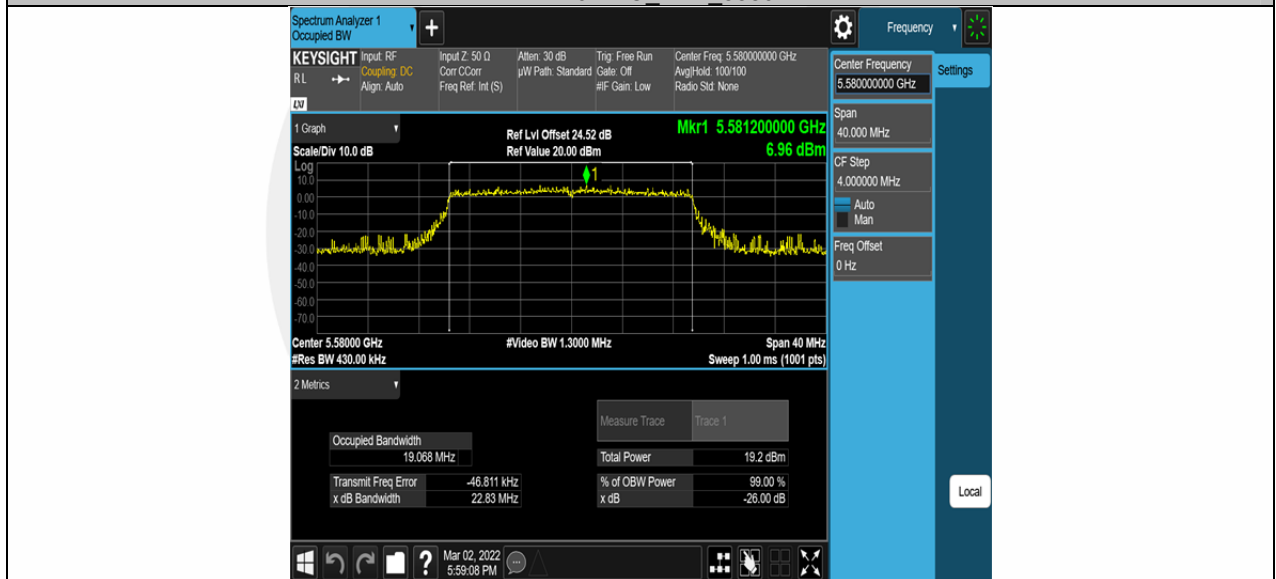 Spectrum Analyzer 1
Occupied BW
+
Frequency
KEYSIGHT
RL
LXI
Input: RF
Coupling: DC
Align: Auto
Input Z: 50 Ω
Corr CCorr
Freq Ref: Int (S)
Atten: 30 dB
µW Path: Standard
Trig: Free Run
Gate: Off
#IF Gain: Low
Center Freq: 5.580000000 GHz
Avg|Hold: 100/100
Radio Std: None
Center Frequency
5.580000000 GHz
Settings
Span
40.000 MHz
CF Step
4.000000 MHz
Auto
Man
Freq Offset
0 Hz
Local
1 Graph
Scale/Div 10.0 dB
Ref Lvl Offset 24.52 dB
Ref Value 20.00 dBm
Mkr1 5.581200000 GHz
6.96 dBm
Log
10.0
0.00
-10.0
-20.0
-30.0
-40.0
-50.0
-60.0
-70.0
1
Center 5.58000 GHz
#Video BW 1.3000 MHz
Span 40 MHz
#Res BW 430.00 kHz
Sweep 1.00 ms (1001 pts)
2 Metrics
Measure Trace Trace 1
Occupied Bandwidth
19.068 MHz
Total Power 19.2 dBm
Transmit Freq Error -46.811 kHz
% of OBW Power 99.00 %
x dB Bandwidth 22.83 MHz
x dB -26.00 dB
?
Mar 02, 2022
5:59:08 PM